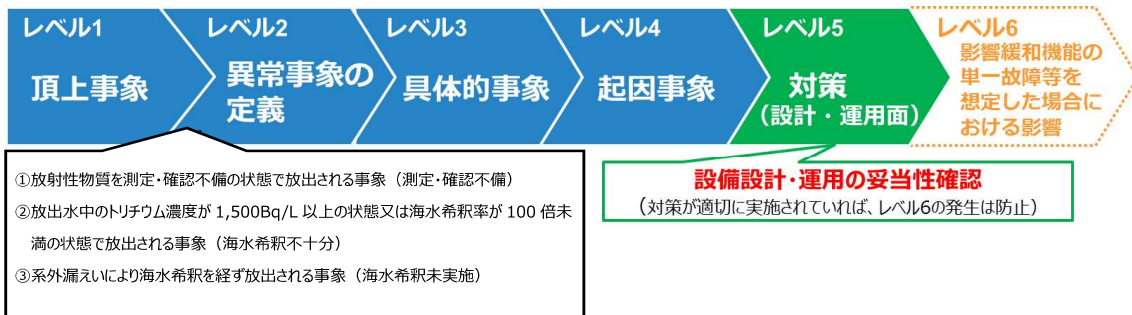 レベル1
頂上事象
レベル2
異常事象の
定義
レベル3
具体的事象
レベル4
起因事象
レベル5
対策
（設計・運用面）
レベル6
影響緩和機能の
単一故障等を
想定した場合に
おける影響
①放射性物質を測定・確認不備の状態で放出される事象（測定・確認不備）
②放出水中のトリチウム濃度が 1,500Bq/L 以上の状態又は海水希釈率が 100 倍未
満の状態で放出される事象（海水希釈不十分）
③系外漏えいにより海水希釈を経ず放出される事象（海水希釈未実施）
設備設計・運用の妥当性確認
（対策が適切に実施されていれば、レベル6の発生は防止）